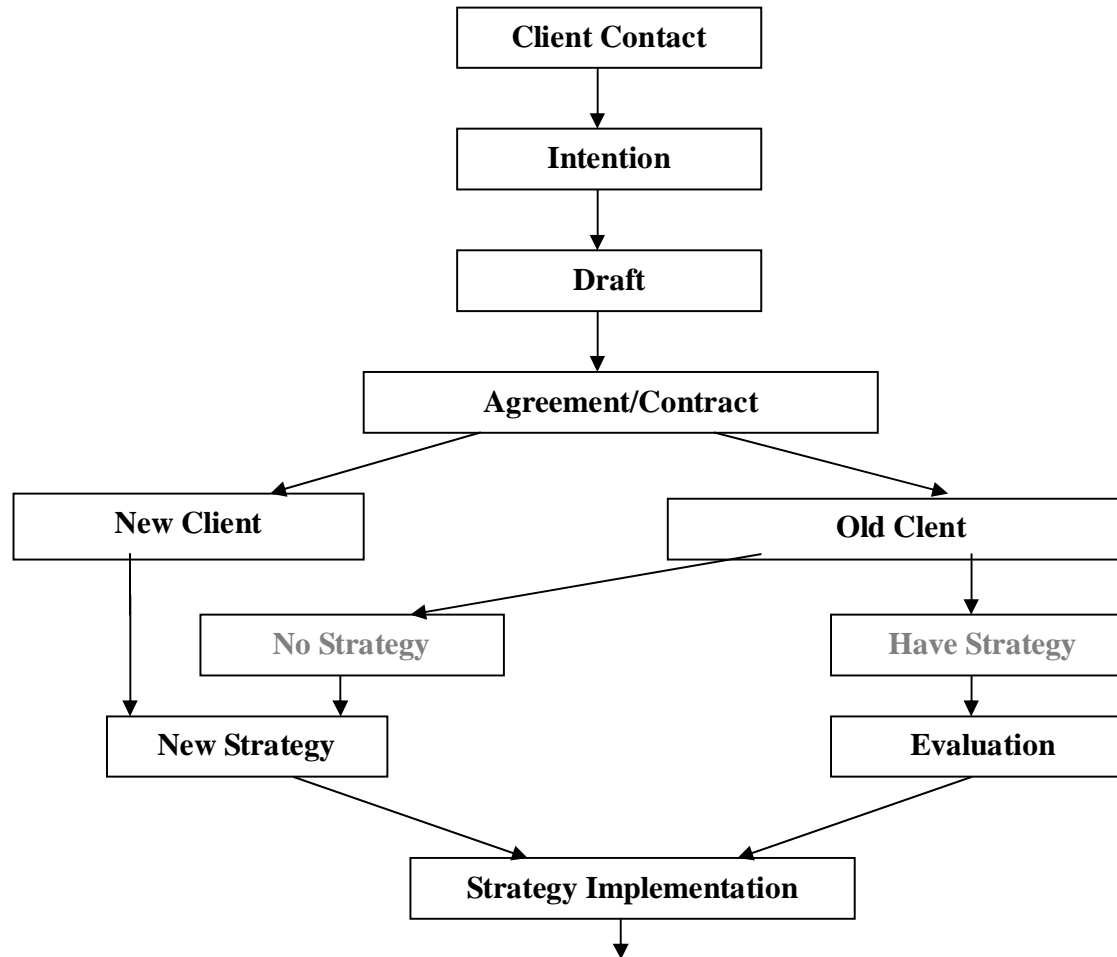 Client Contact
Intention
Draft
Agreement/Contract
New Client
Old Clent
No Strategy
Have Strategy
New Strategy
Evaluation
Strategy Implementation